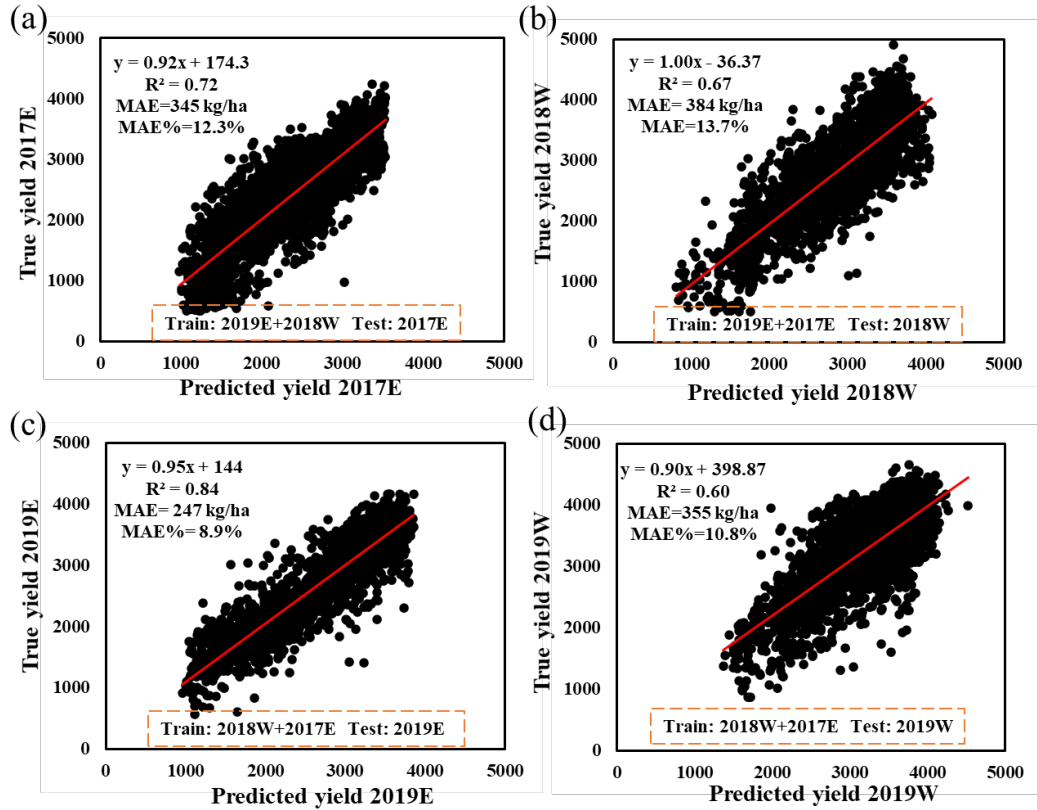 (a)
5000
4000
3000
2000
1000
0
y = 0.92x + 174.3
R² = 0.72
MAE=345 kg/ha
MAE%=12.3%
True yield 2017E
Train: 2019E+2018W Test: 2017E
0 1000 2000 3000 4000 5000
Predicted yield 2017E
(b)
5000
4000
3000
2000
1000
0
y = 1.00x - 36.37
R² = 0.67
MAE= 384 kg/ha
MAE=13.7%
True yield 2018W
Train: 2019E+2017E Test: 2018W
0 1000 2000 3000 4000 5000
Predicted yield 2018W
(c)
5000
4000
3000
2000
1000
0
y = 0.95x + 144
R² = 0.84
MAE= 247 kg/ha
MAE%= 8.9%
True yield 2019E
Train: 2018W+2017E Test: 2019E
0 1000 2000 3000 4000 5000
Predicted yield 2019E
(d)
5000
4000
3000
2000
1000
0
y = 0.90x + 398.87
R² = 0.60
MAE=355 kg/ha
MAE%=10.8%
True yield 2019W
Train: 2018W+2017E Test: 2019W
0 1000 2000 3000 4000 5000
Predicted yield 2019W